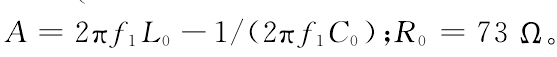 A = 2πf₁L₀ − 1/(2πf₁C₀);R₀ = 73 Ω。